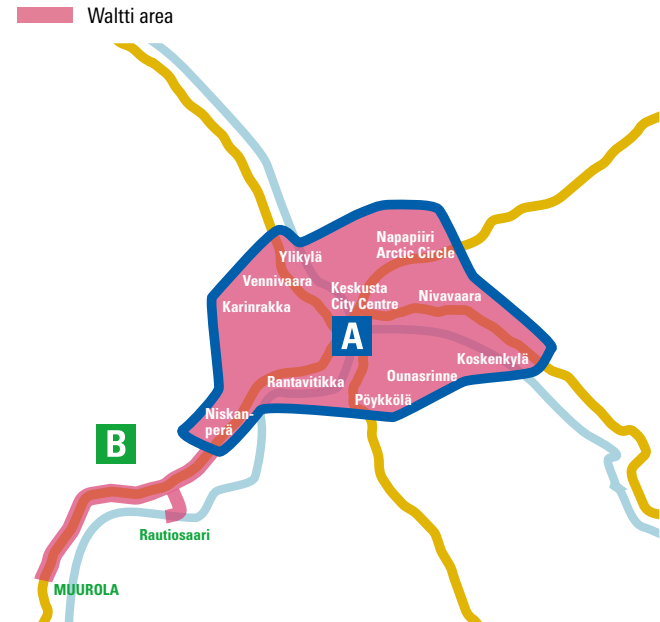 Waltti area
Napapiiri
Arctic Circle
Ylikylä
Vennivaara
Keskusta
City Centre
Nivavaara
Karinrakka
A
Koskenkylä
Ounasrinne
Rantavitikka
Pöykkölä
Niskan-
perä
B
Rautiosaari
MUUROLA